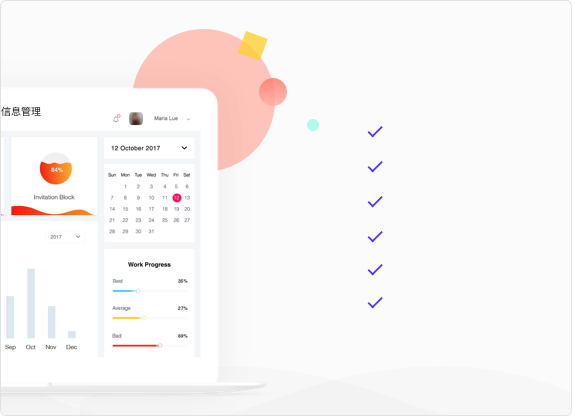 信息管理
Maria Lue
12 October 2017
84%
Invitation Block
Sun Mon Tue Wed Thu Fri Sat
1 2 3 4 5 6
7 8 9 10 11 12 13
14 15 16 17 18 19 20
21 22 23 24 25 26 27
28 29 30 31
2017
Work Progress
Best 35%
Average 27%
Bad 69%
Sep Oct Nov Dec